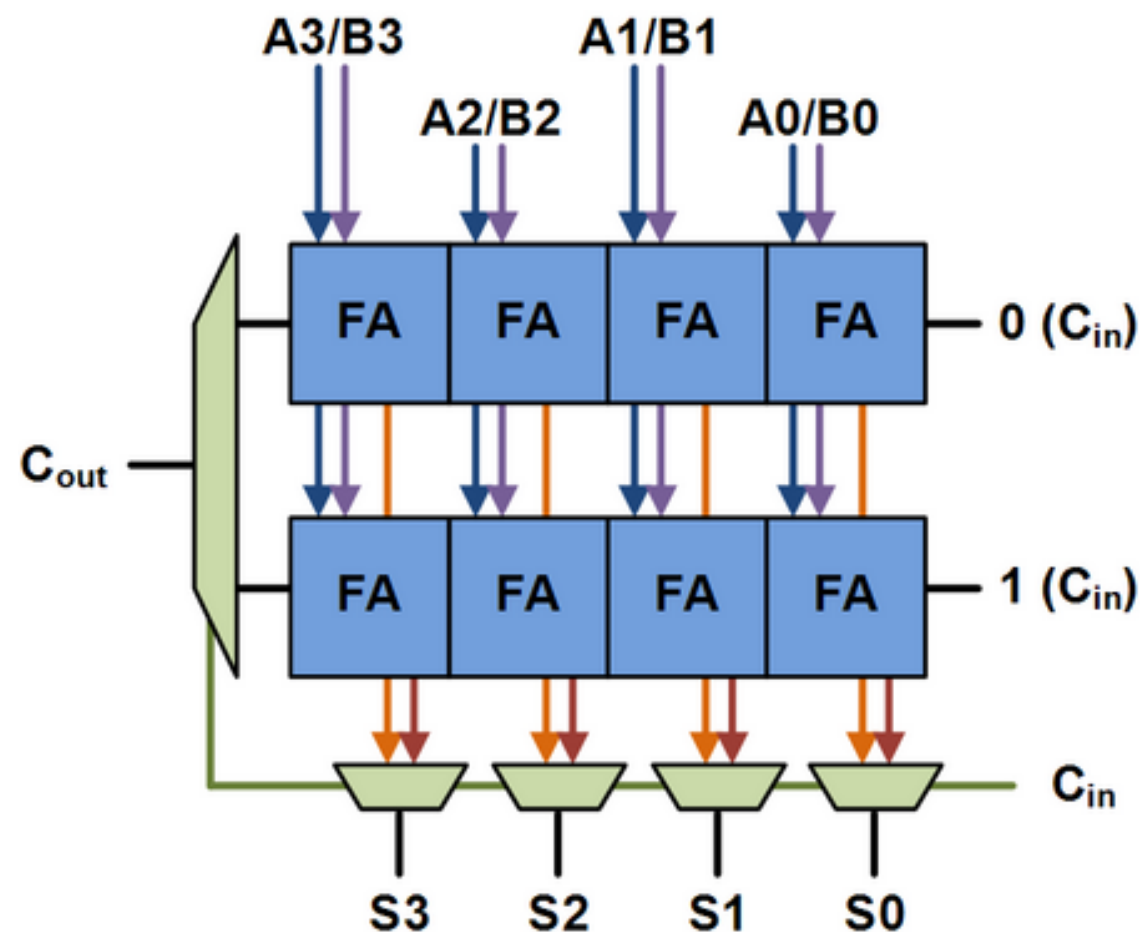 A3/B3
A1/B1
A2/B2
A0/B0
FA FA FA FA 0 (Cin)
Cout
FA FA FA FA 1 (Cin)
Cin
S3 S2 S1 S0